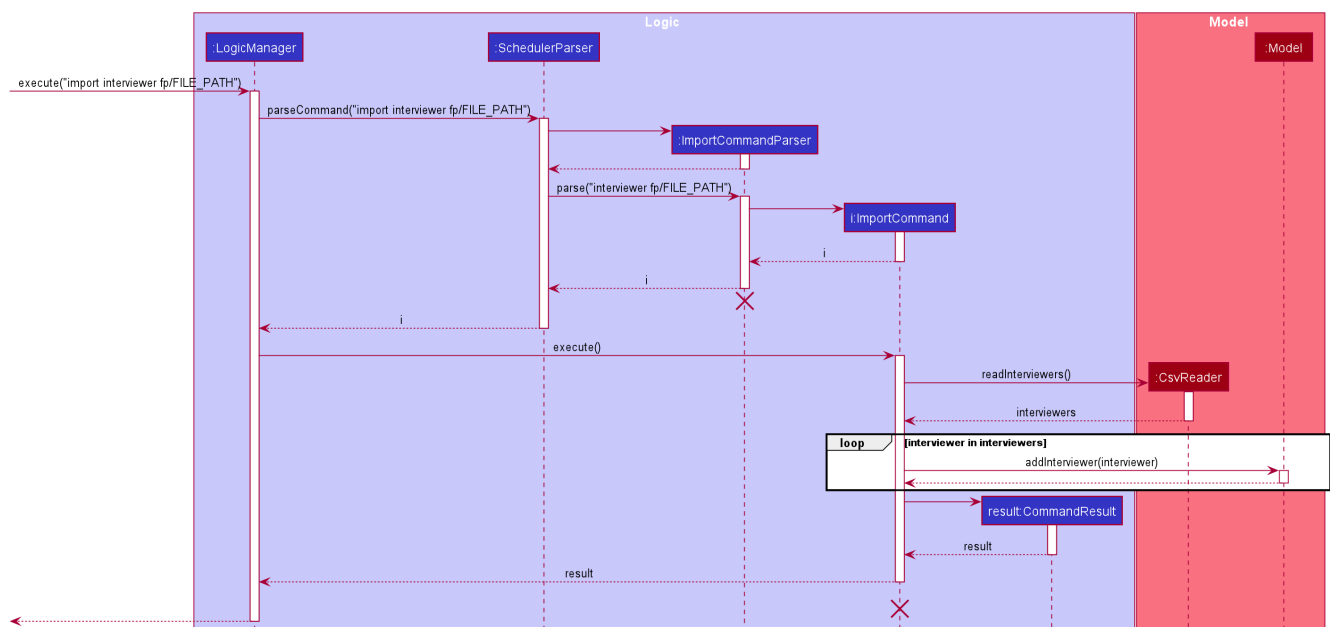 Logic
Model
:LogicManager
:SchedulerParser
:Model
execute("import interviewer fp/FILE_PATH")
parseCommand("import interviewer fp/FILE_PATH")
:ImportCommandParser
parse("interviewer fp/FILE_PATH")
i:ImportCommand
i
i
i
execute()
readInterviewers()
:CsvReader
interviewers
loop
[interviewer in interviewers]
addInterviewer(interviewer)
result:CommandResult
result
result